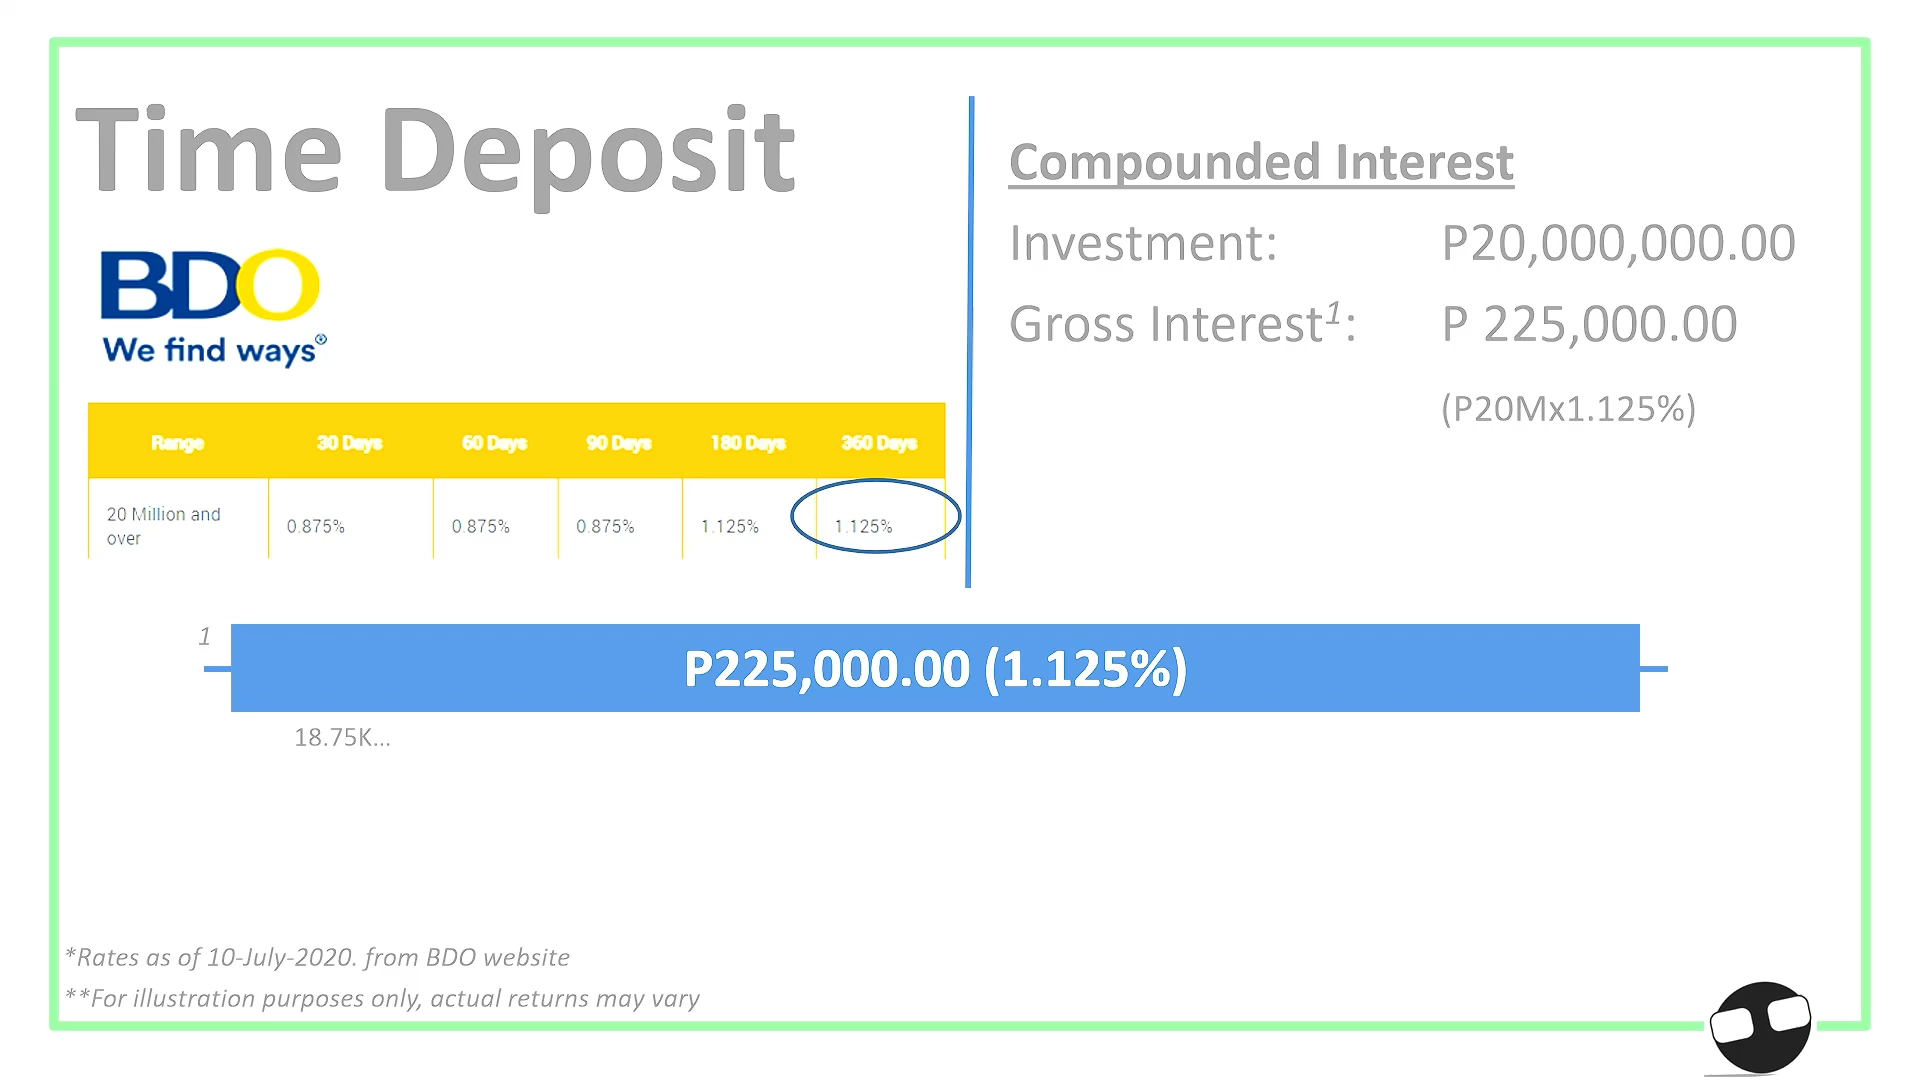 Time Deposit
BDO
We find ways®
Range 30 Days 60 Days 90 Days 180 Days 360 Days
20 Million and
over
0.875% 0.875% 0.875% 1.125% 1.125%
Compounded Interest
Investment: P20,000,000.00
Gross Interest1: P 225,000.00
(P20Mx1.125%)
1
P225,000.00 (1.125%)
18.75K...
*Rates as of 10-July-2020. from BDO website
**For illustration purposes only, actual returns may vary